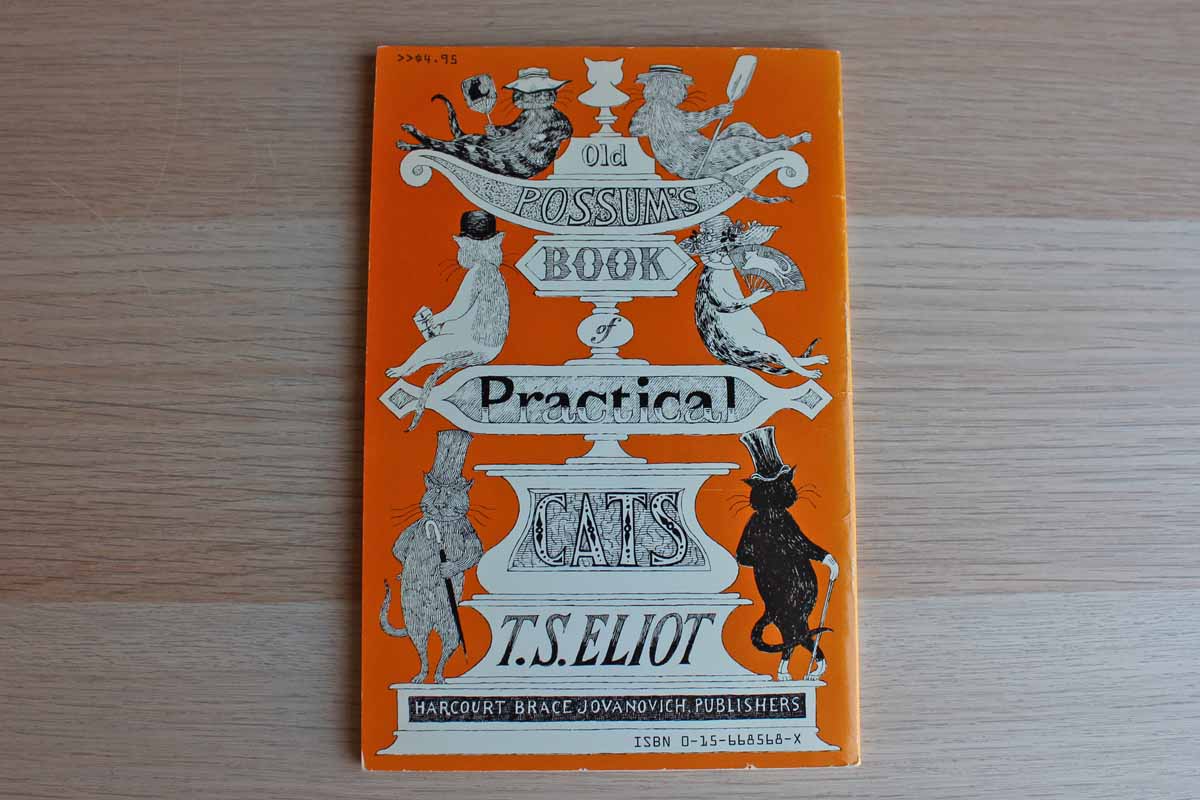 >>$4.95
Old
POSSUM'S
BOOK
of
Practical
CATS
T.S. ELIOT
HARCOURT BRACE JOVANOVICH, PUBLISHERS
ISBN 0-15-668568-X